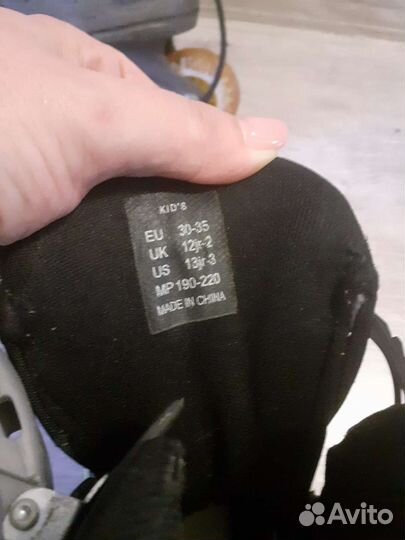 KID'S
EU 30-35
UK 12jr-2
US 13jr-3
MP 190-220
MADE IN CHINA
Avito